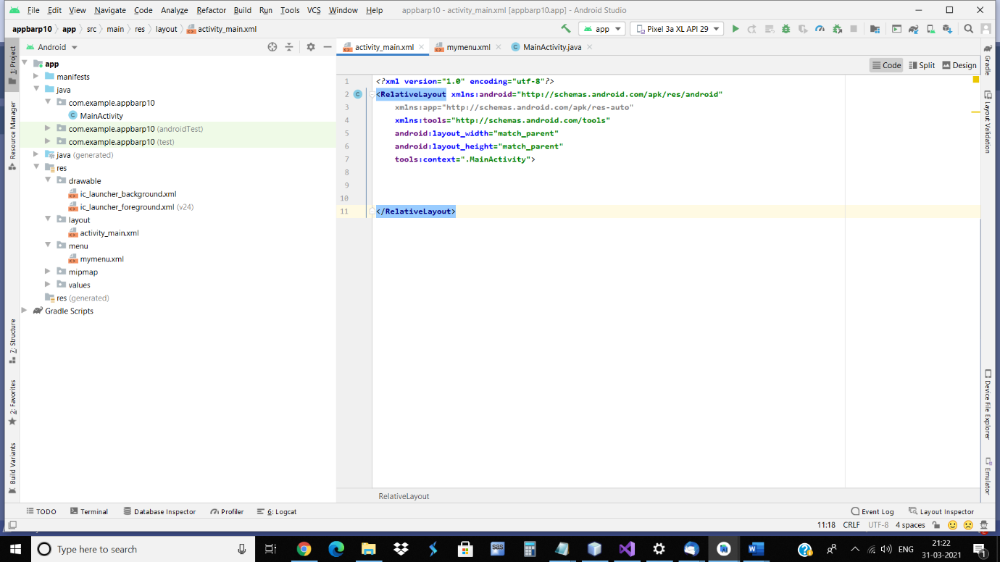 File Edit View Navigate Code Analyze Refactor Build Run Tools VCS Window Help appbarp10 - activity_main.xml [appbarp10.app] - Android Studio
appbarp10 app src main res layout activity_main.xml app Pixel 3a XL API 29
Android
activity_main.xml mymenu.xml MainActivity.java
Code Split Design
1: Project
Resource Manager
7: Structure
2: Favorites
Build Variants
app
manifests
java
com.example.appbarp10
MainActivity
com.example.appbarp10 (androidTest)
com.example.appbarp10 (test)
java (generated)
res
drawable
ic_launcher_background.xml
ic_launcher_foreground.xml (v24)
layout
activity_main.xml
menu
mymenu.xml
mipmap
values
res (generated)
Gradle Scripts
1 <?xml version="1.0" encoding="utf-8"?>
2 <RelativeLayout xmlns:android="http://schemas.android.com/apk/res/android"
3 xmlns:app="http://schemas.android.com/apk/res-auto"
4 xmlns:tools="http://schemas.android.com/tools"
5 android:layout_width="match_parent"
6 android:layout_height="match_parent"
7 tools:context=".MainActivity">
8
9
10
11 </RelativeLayout>
RelativeLayout
Gradle
Layout Validation
Device File Explorer
Emulator
TODO Terminal Database Inspector Profiler 6: Logcat Event Log Layout Inspector
11:18 CRLF UTF-8 4 spaces
Type here to search
sas
ENG
21:22
31-03-2021
1